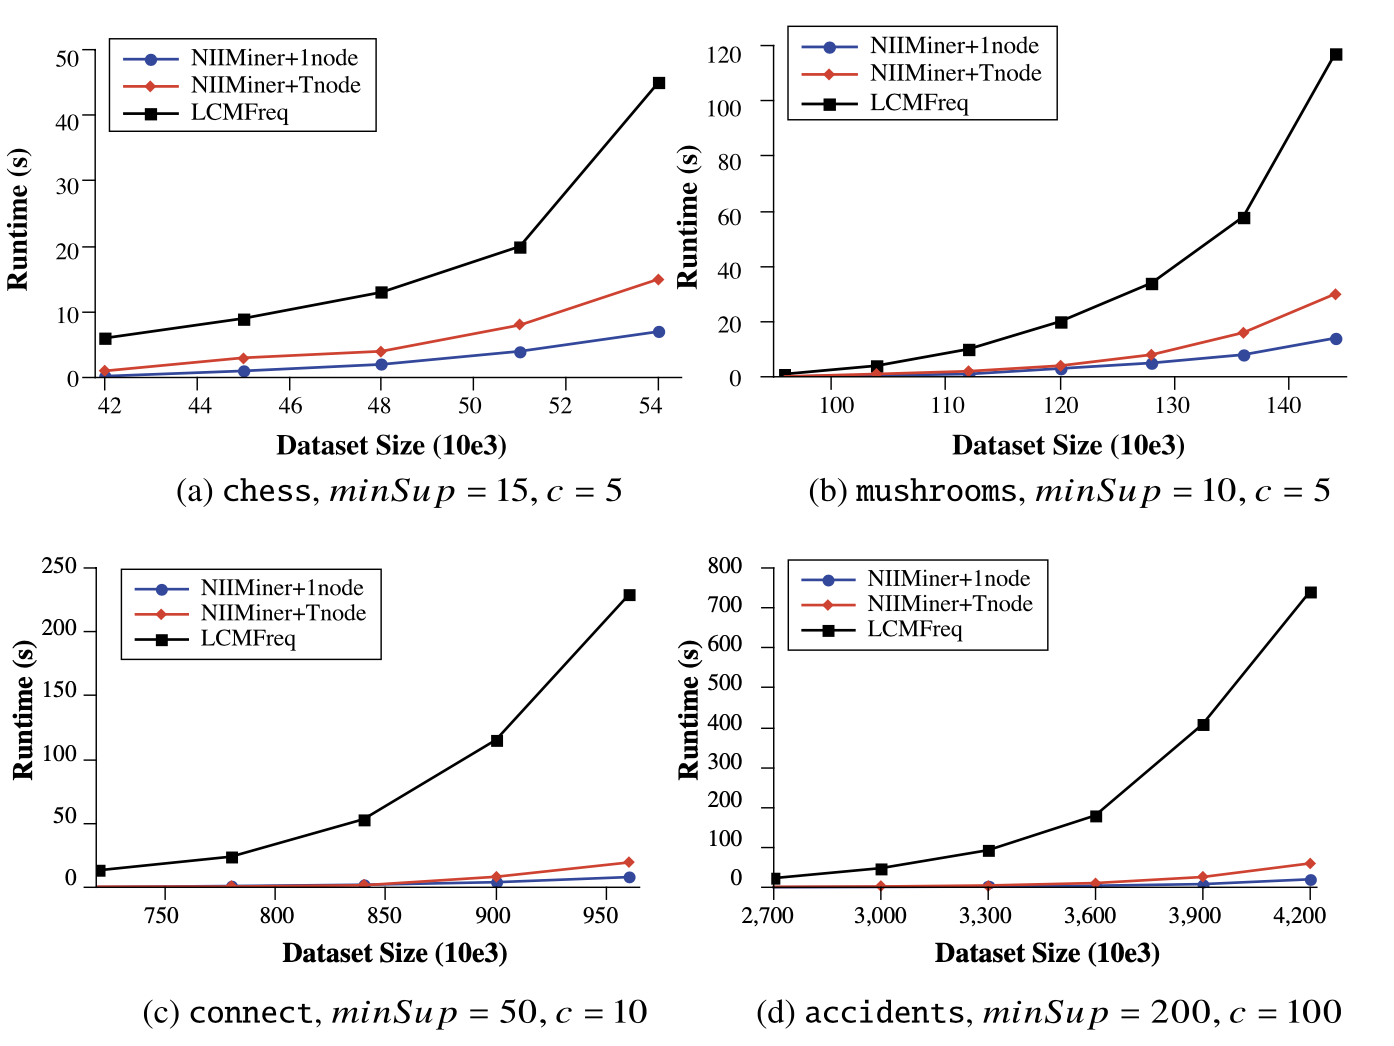 NIIMiner+1node
NIIMiner+Tnode
LCMFreq
50
40
30
20
10
0
Runtime (s)
42 44 46 48 50 52 54
Dataset Size (10e3)
(a) chess, minSup = 15, c = 5
NIIMiner+1node
NIIMiner+Tnode
LCMFreq
120
100
80
60
40
20
0
Runtime (s)
100 110 120 130 140
Dataset Size (10e3)
(b) mushrooms, minSup = 10, c = 5
NIIMiner+1node
NIIMiner+Tnode
LCMFreq
250
200
150
100
50
0
Runtime (s)
750 800 850 900 950
Dataset Size (10e3)
(c) connect, minSup = 50, c = 10
NIIMiner+1node
NIIMiner+Tnode
LCMFreq
800
700
600
500
400
300
200
100
0
Runtime (s)
2,700 3,000 3,300 3,600 3,900 4,200
Dataset Size (10e3)
(d) accidents, minSup = 200, c = 100